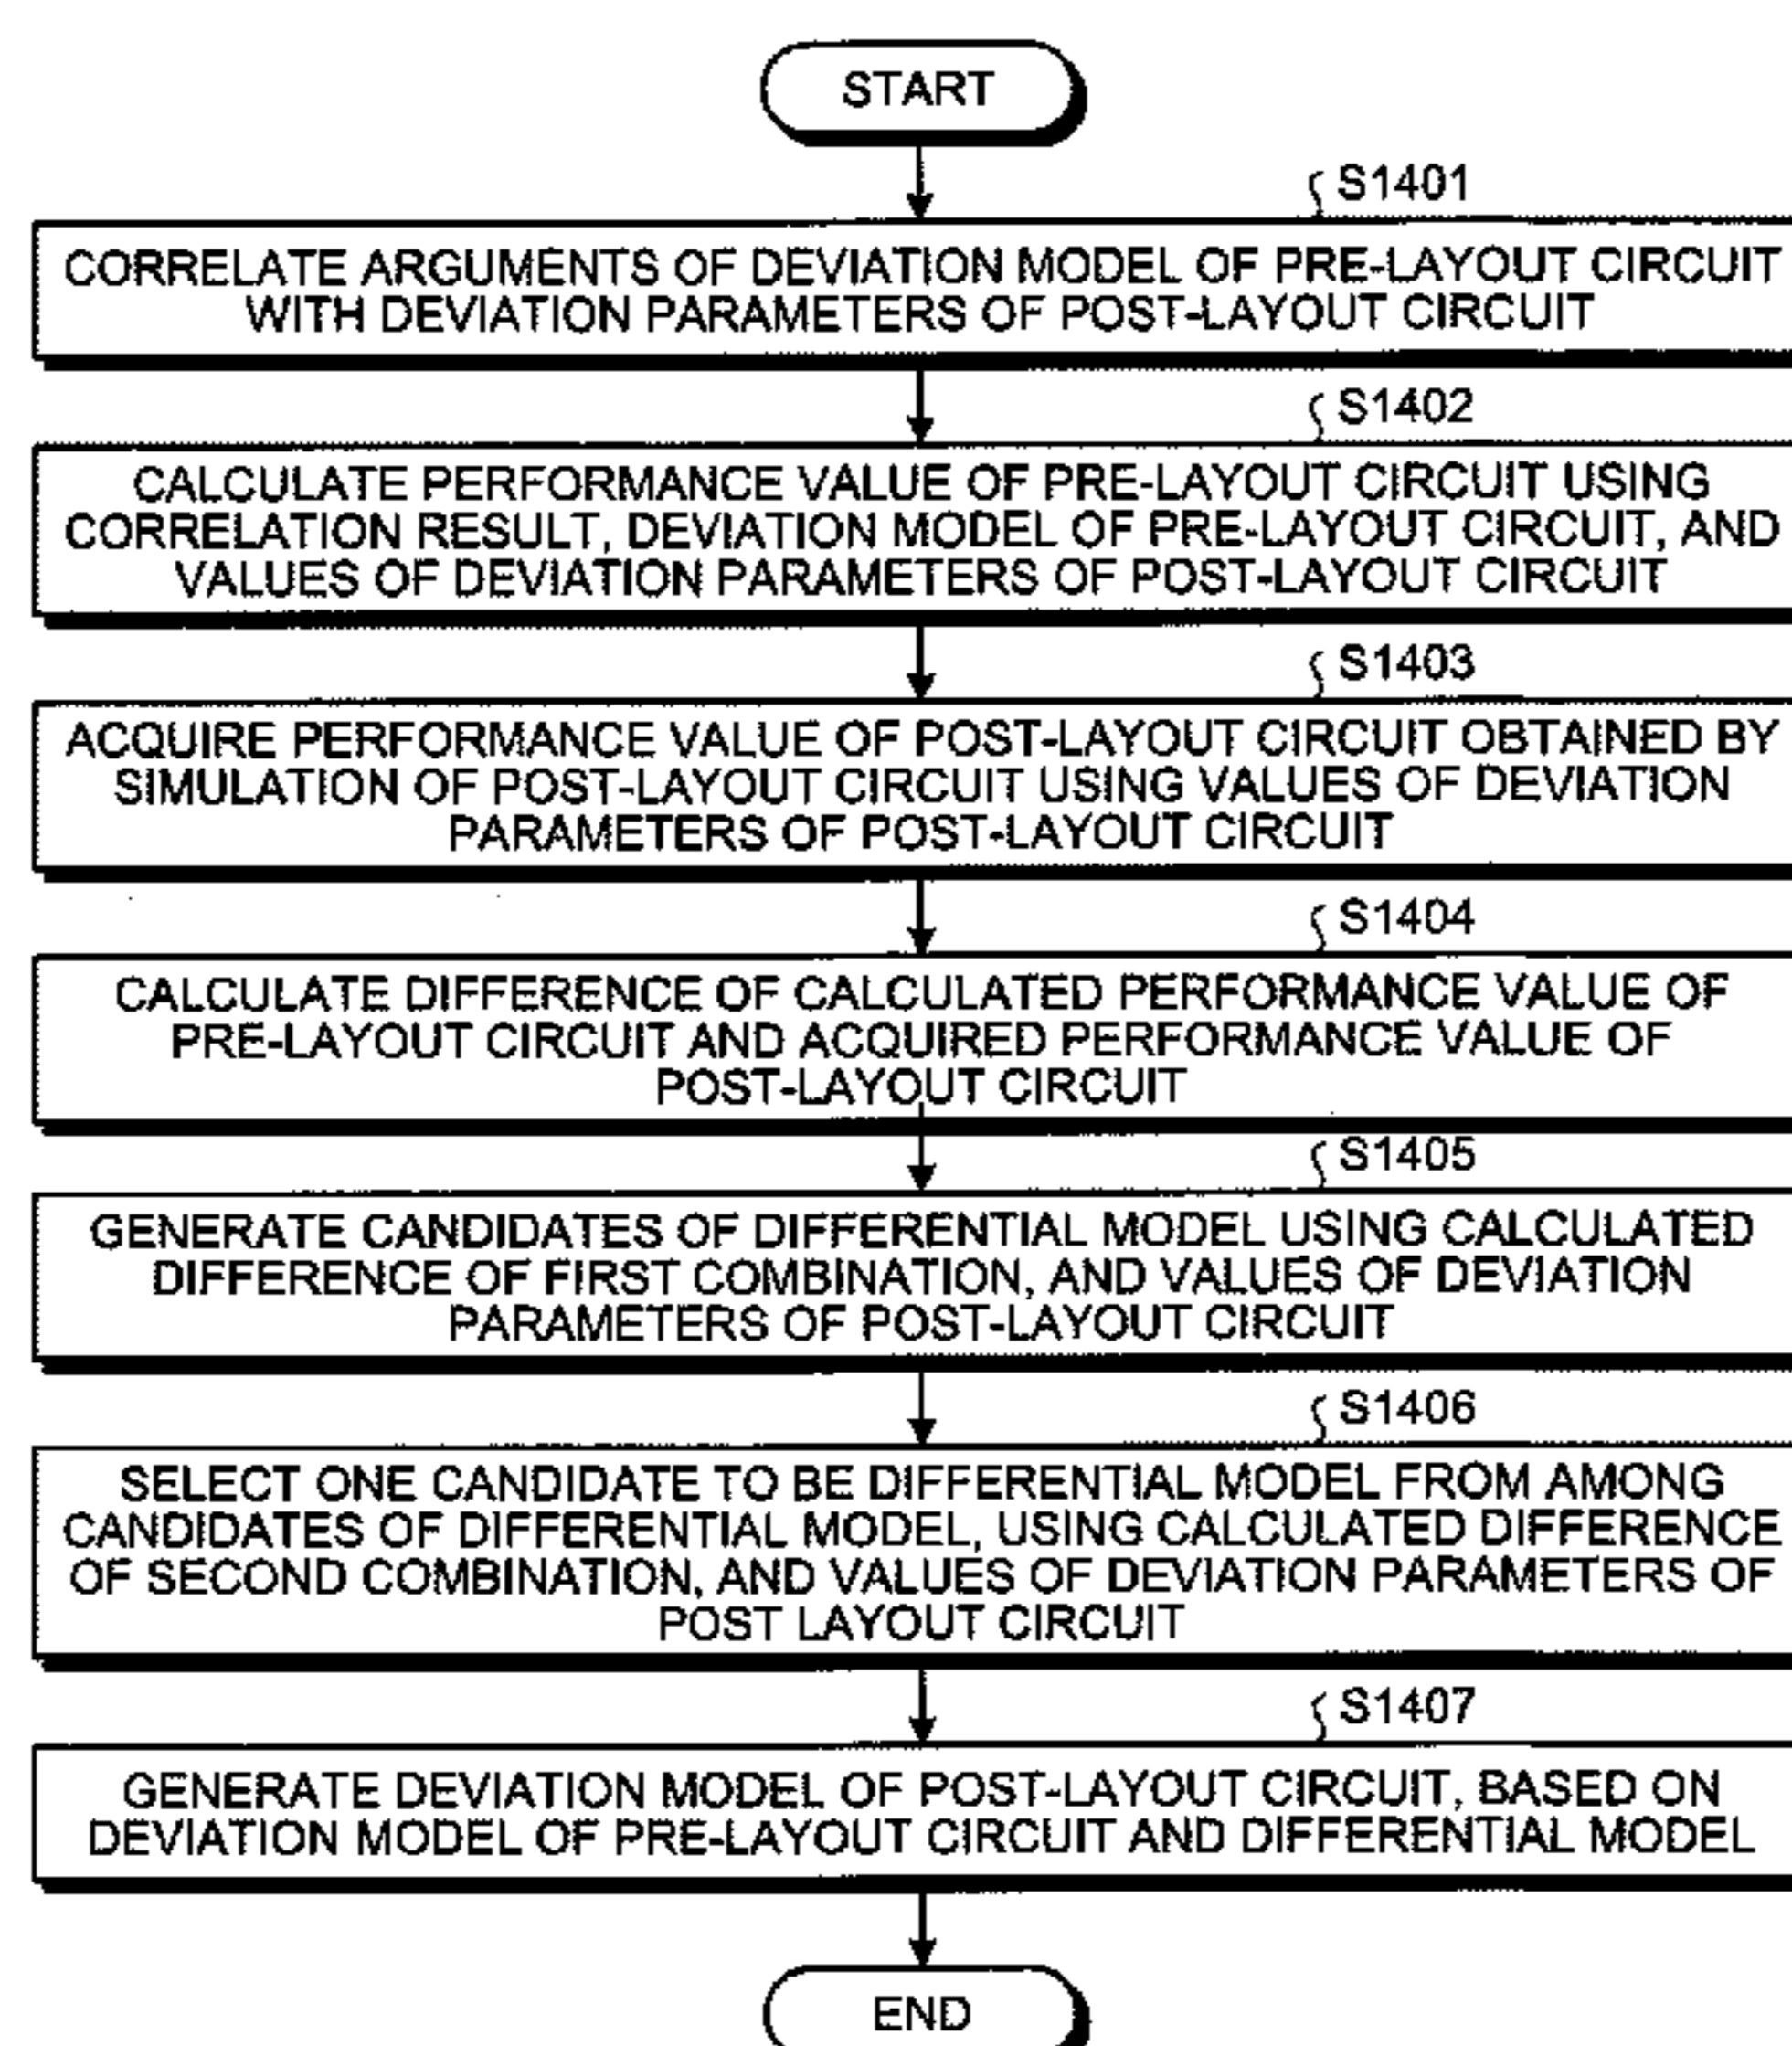 START
S1401
CORRELATE ARGUMENTS OF DEVIATION MODEL OF PRE-LAYOUT CIRCUIT
WITH DEVIATION PARAMETERS OF POST-LAYOUT CIRCUIT
S1402
CALCULATE PERFORMANCE VALUE OF PRE-LAYOUT CIRCUIT USING
CORRELATION RESULT, DEVIATION MODEL OF PRE-LAYOUT CIRCUIT, AND
VALUES OF DEVIATION PARAMETERS OF POST-LAYOUT CIRCUIT
S1403
ACQUIRE PERFORMANCE VALUE OF POST-LAYOUT CIRCUIT OBTAINED BY
SIMULATION OF POST-LAYOUT CIRCUIT USING VALUES OF DEVIATION
PARAMETERS OF POST-LAYOUT CIRCUIT
S1404
CALCULATE DIFFERENCE OF CALCULATED PERFORMANCE VALUE OF
PRE-LAYOUT CIRCUIT AND ACQUIRED PERFORMANCE VALUE OF
POST-LAYOUT CIRCUIT
S1405
GENERATE CANDIDATES OF DIFFERENTIAL MODEL USING CALCULATED
DIFFERENCE OF FIRST COMBINATION, AND VALUES OF DEVIATION
PARAMETERS OF POST-LAYOUT CIRCUIT
S1406
SELECT ONE CANDIDATE TO BE DIFFERENTIAL MODEL FROM AMONG
CANDIDATES OF DIFFERENTIAL MODEL, USING CALCULATED DIFFERENCE
OF SECOND COMBINATION, AND VALUES OF DEVIATION PARAMETERS OF
POST LAYOUT CIRCUIT
S1407
GENERATE DEVIATION MODEL OF POST-LAYOUT CIRCUIT, BASED ON
DEVIATION MODEL OF PRE-LAYOUT CIRCUIT AND DIFFERENTIAL MODEL
END